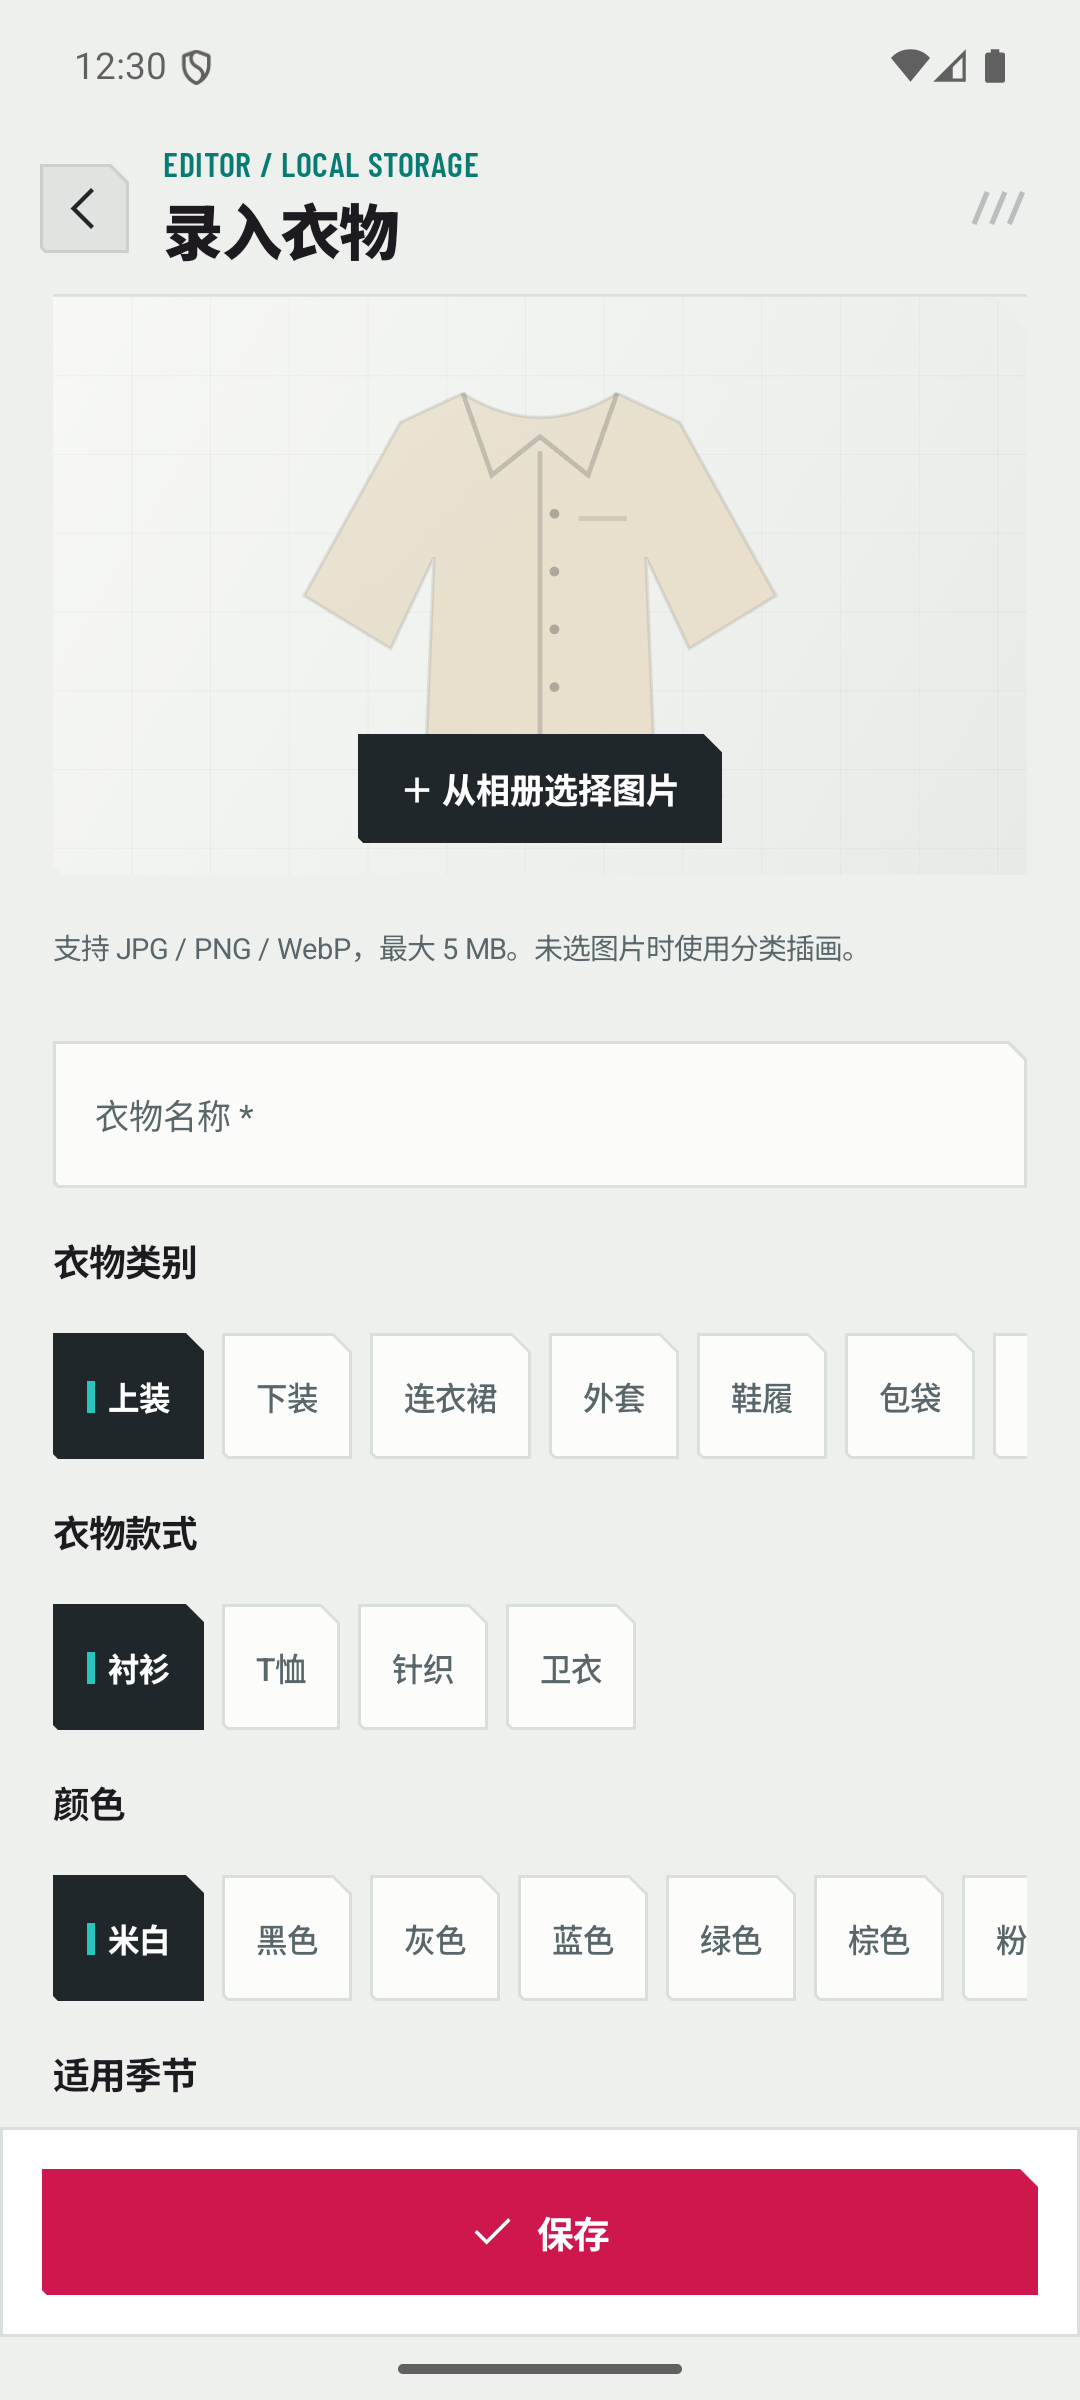 12:30
EDITOR / LOCAL STORAGE
录入衣物
+ 从相册选择图片
支持 JPG / PNG / WebP，最大 5 MB。未选图片时使用分类插画。
衣物名称 *
衣物类别
上装 下装 连衣裙 外套 鞋履 包袋
衣物款式
衬衫 T恤 针织 卫衣
颜色
米白 黑色 灰色 蓝色 绿色 棕色 粉
适用季节
保存